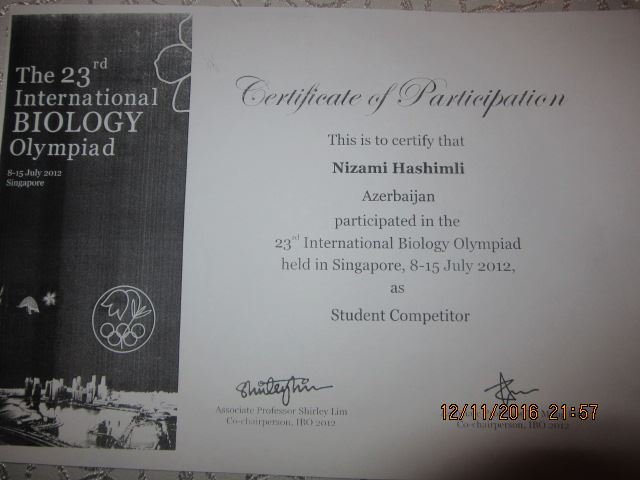 The 23rd
International
BIOLOGY
Olympiad
8-15 July 2012
Singapore
Certificate of Participation
This is to certify that
Nizami Hashimli
Azerbaijan
participated in the
23rd International Biology Olympiad
held in Singapore, 8-15 July 2012,
as
Student Competitor
Associate Professor Shirley Lim
Co-chairperson, IBO 2012
Co-chairperson, IBO 2012
12/11/2016 21:57